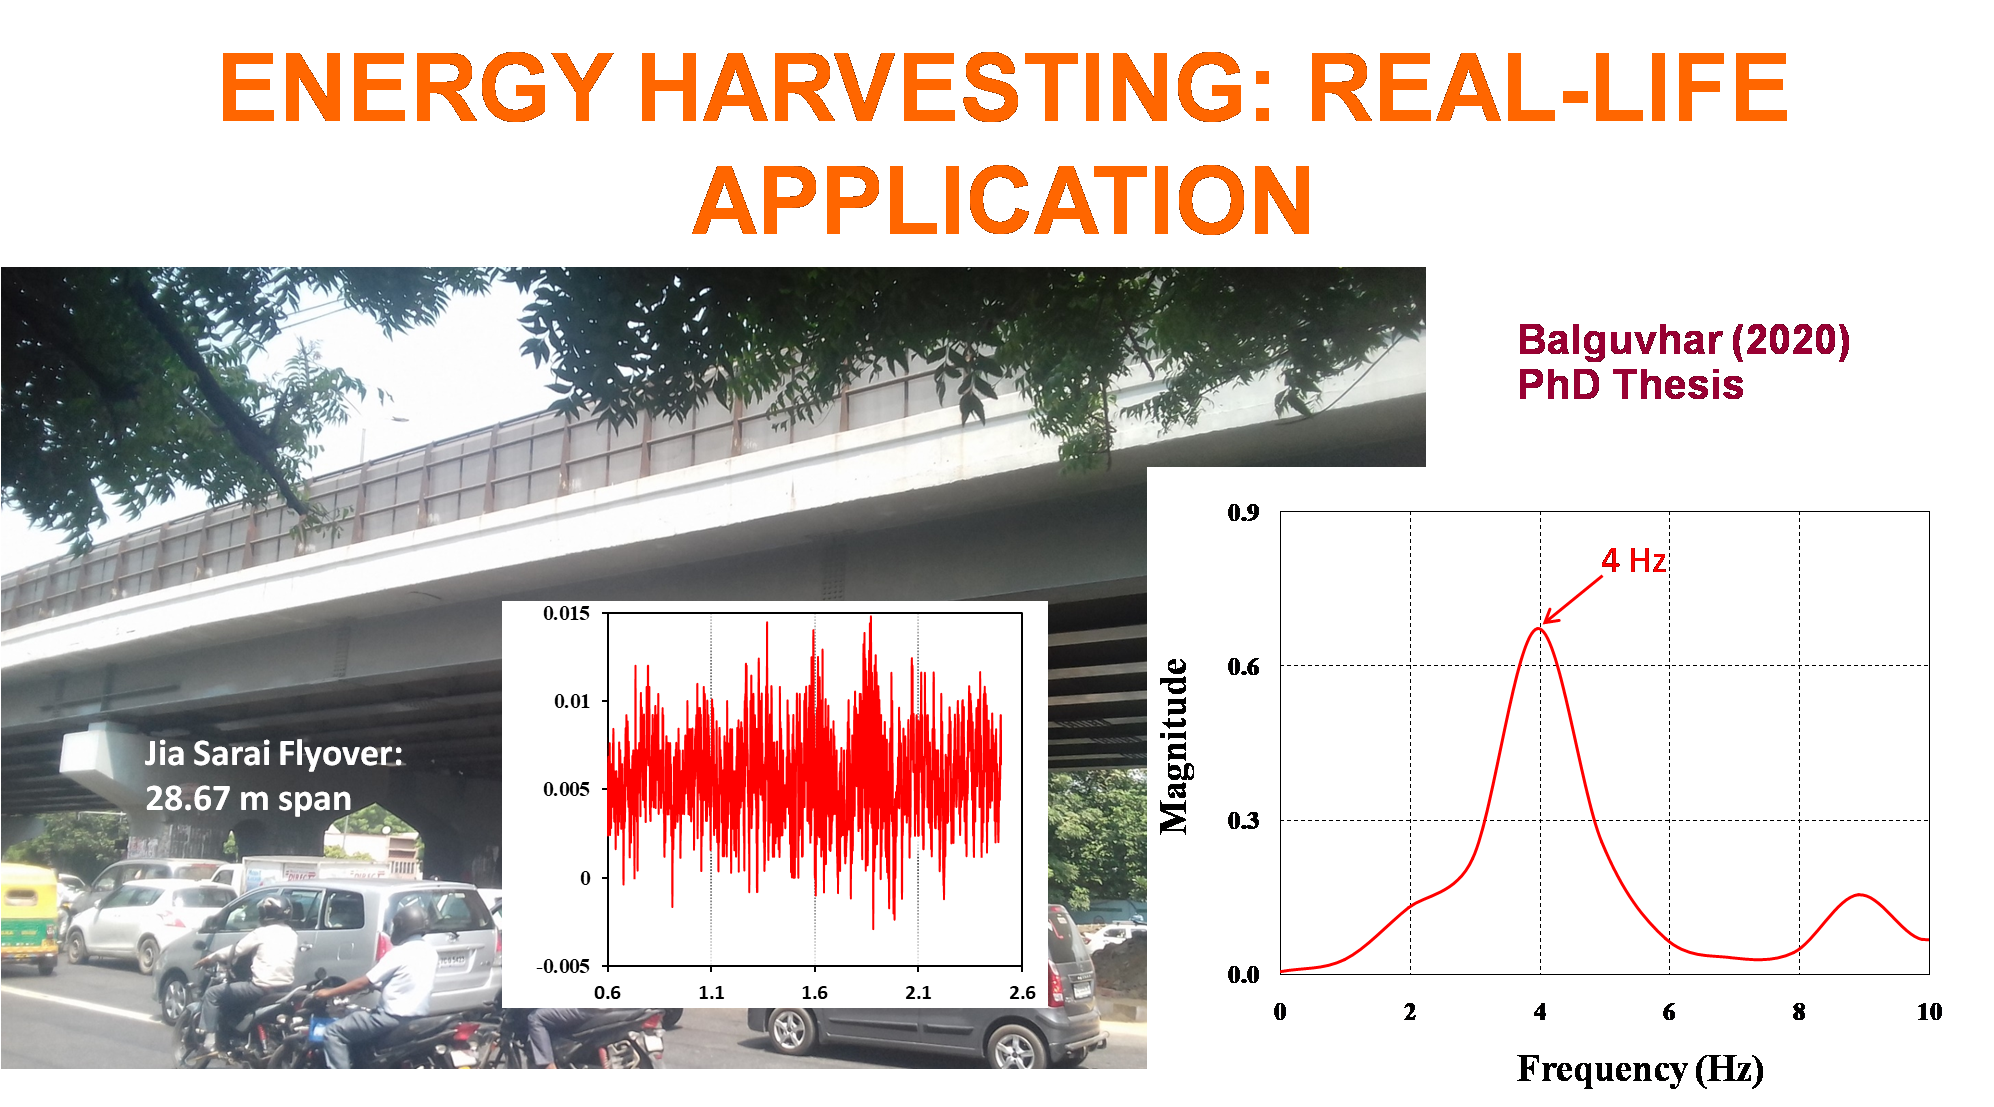 ENERGY HARVESTING: REAL-LIFE
APPLICATION
Balguvhar (2020)
PhD Thesis
Jia Sarai Flyover:
28.67 m span
0.015
0.01
0.005
0
-0.005
0.6 1.1 1.6 2.1 2.6
4 Hz
Magnitude
0.9
0.6
0.3
0.0
0 2 4 6 8 10
Frequency (Hz)